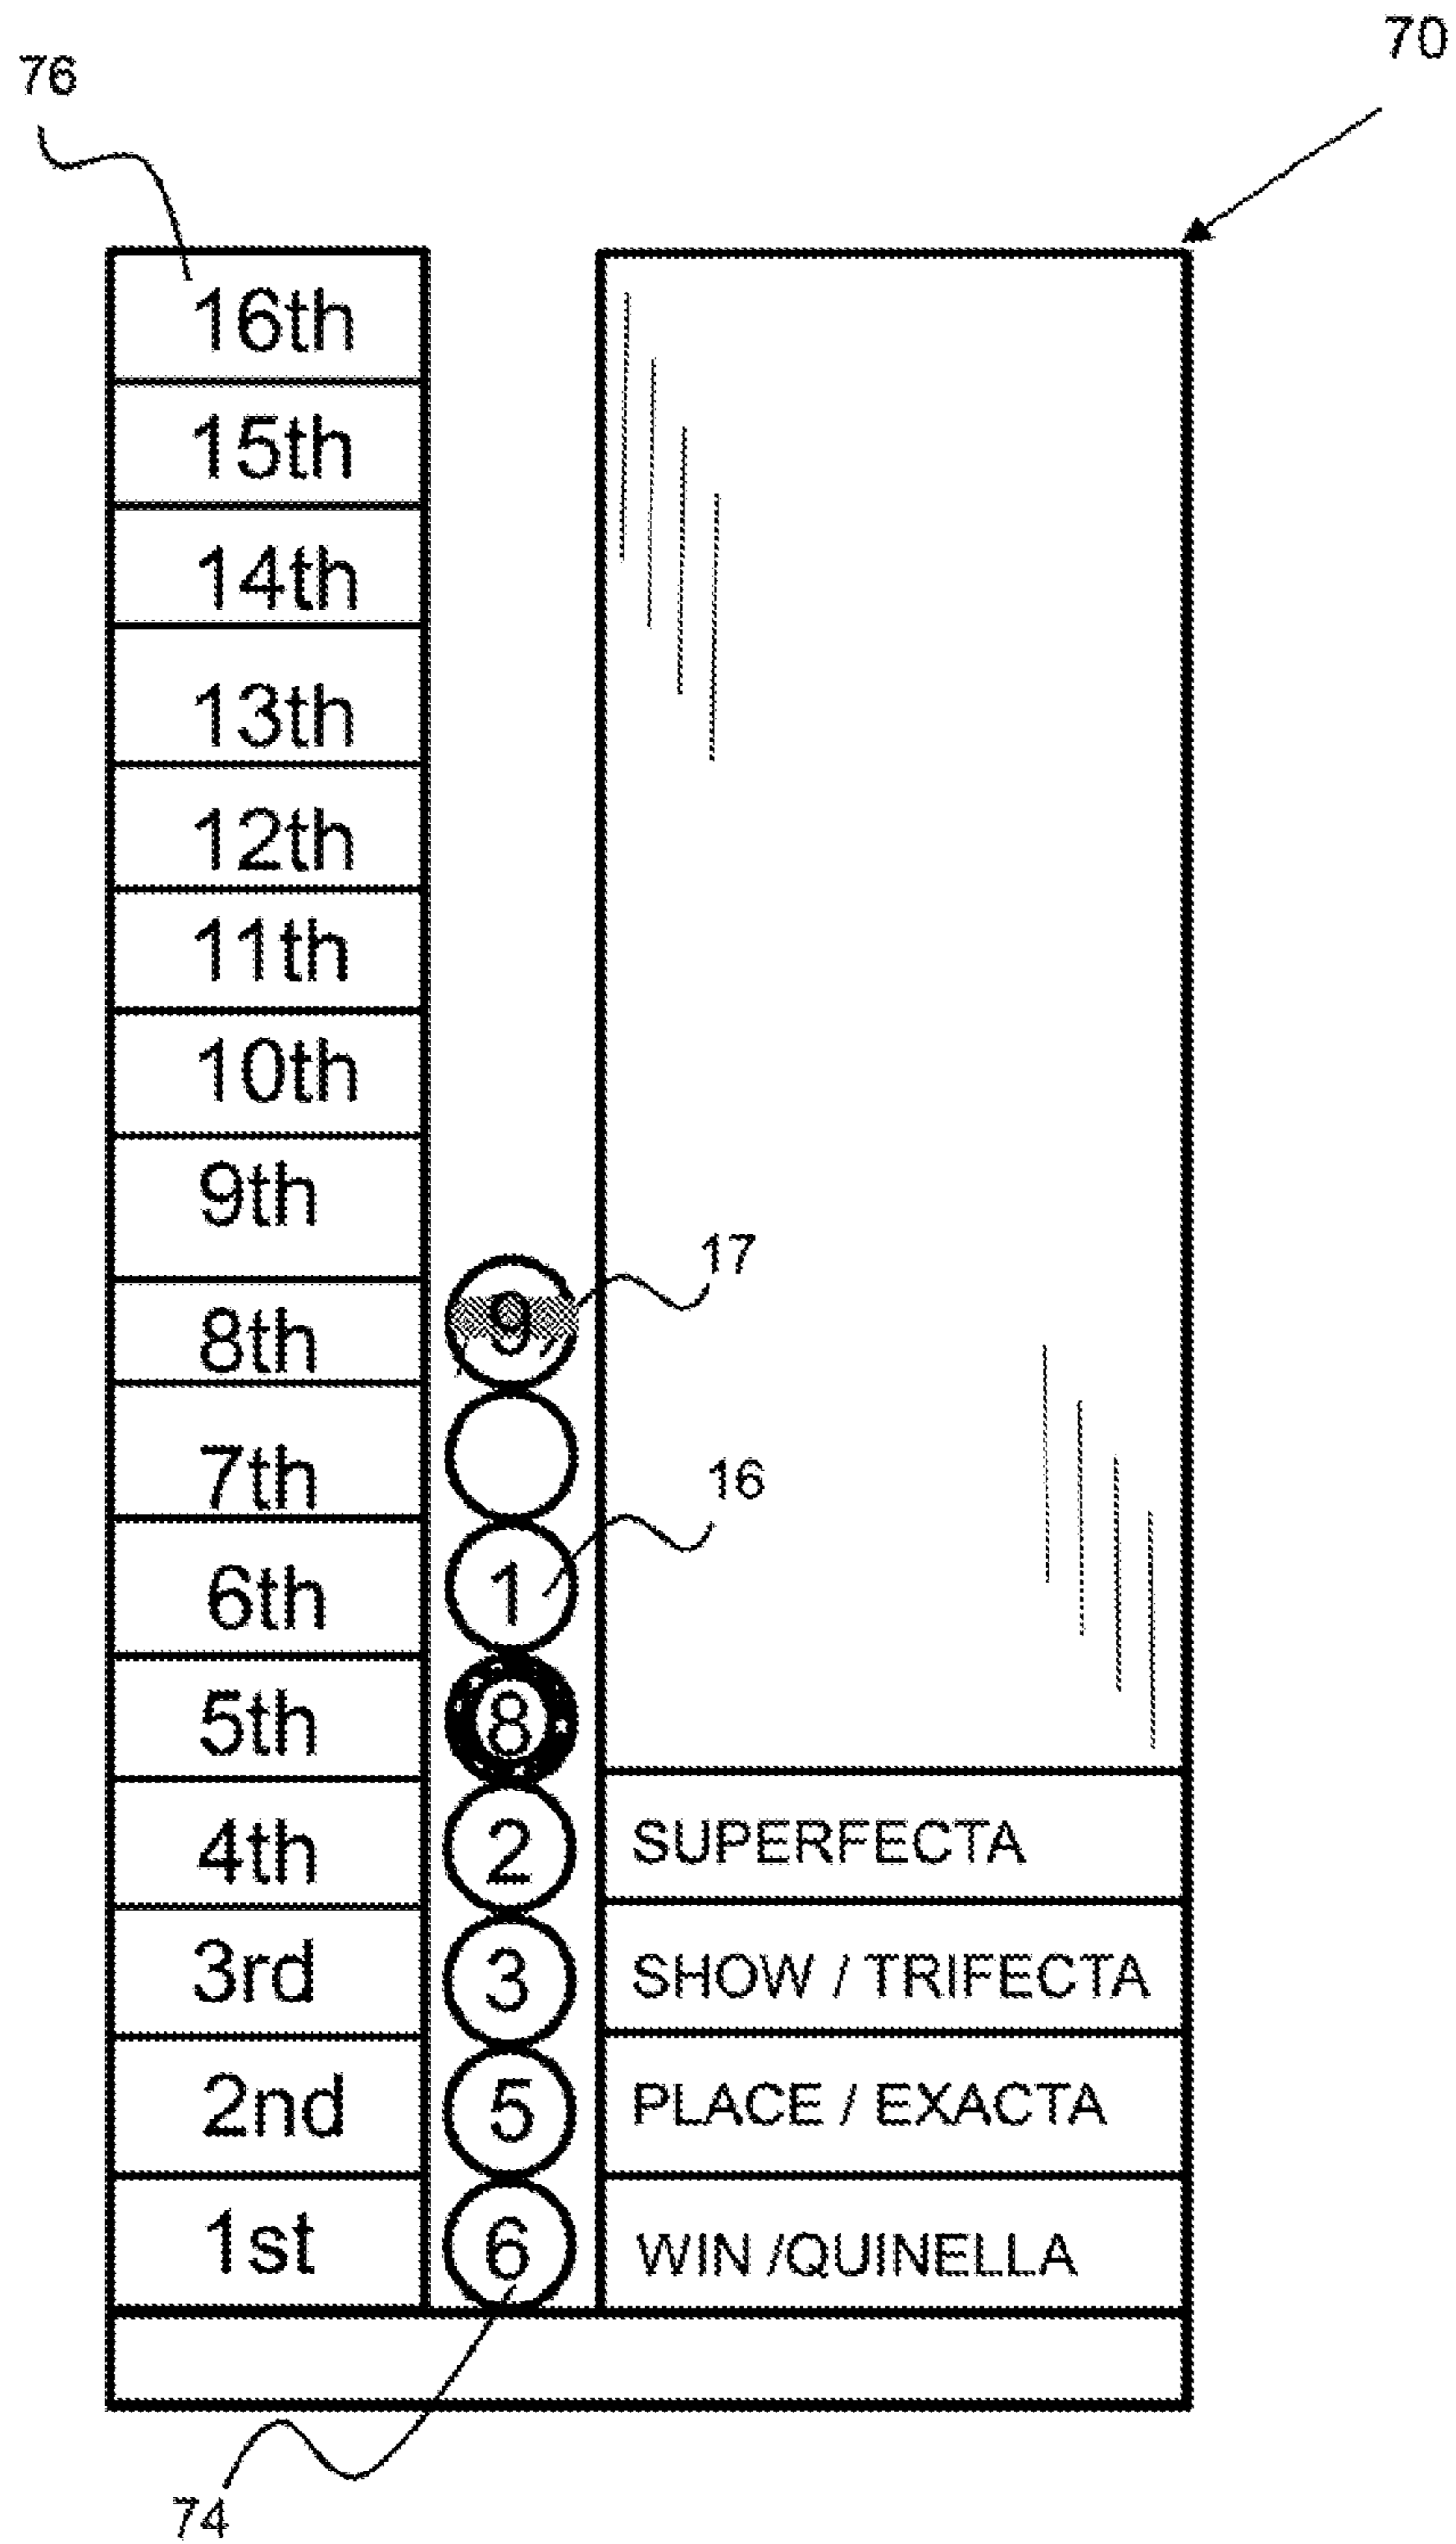 70
76
16th
15th
14th
13th
12th
11th
10th
9th
17
8th 9
7th
16
6th 1
5th 8
4th 2 SUPERFECTA
3rd 3 SHOW / TRIFECTA
2nd 5 PLACE / EXACTA
1st 6 WIN /QUINELLA
74